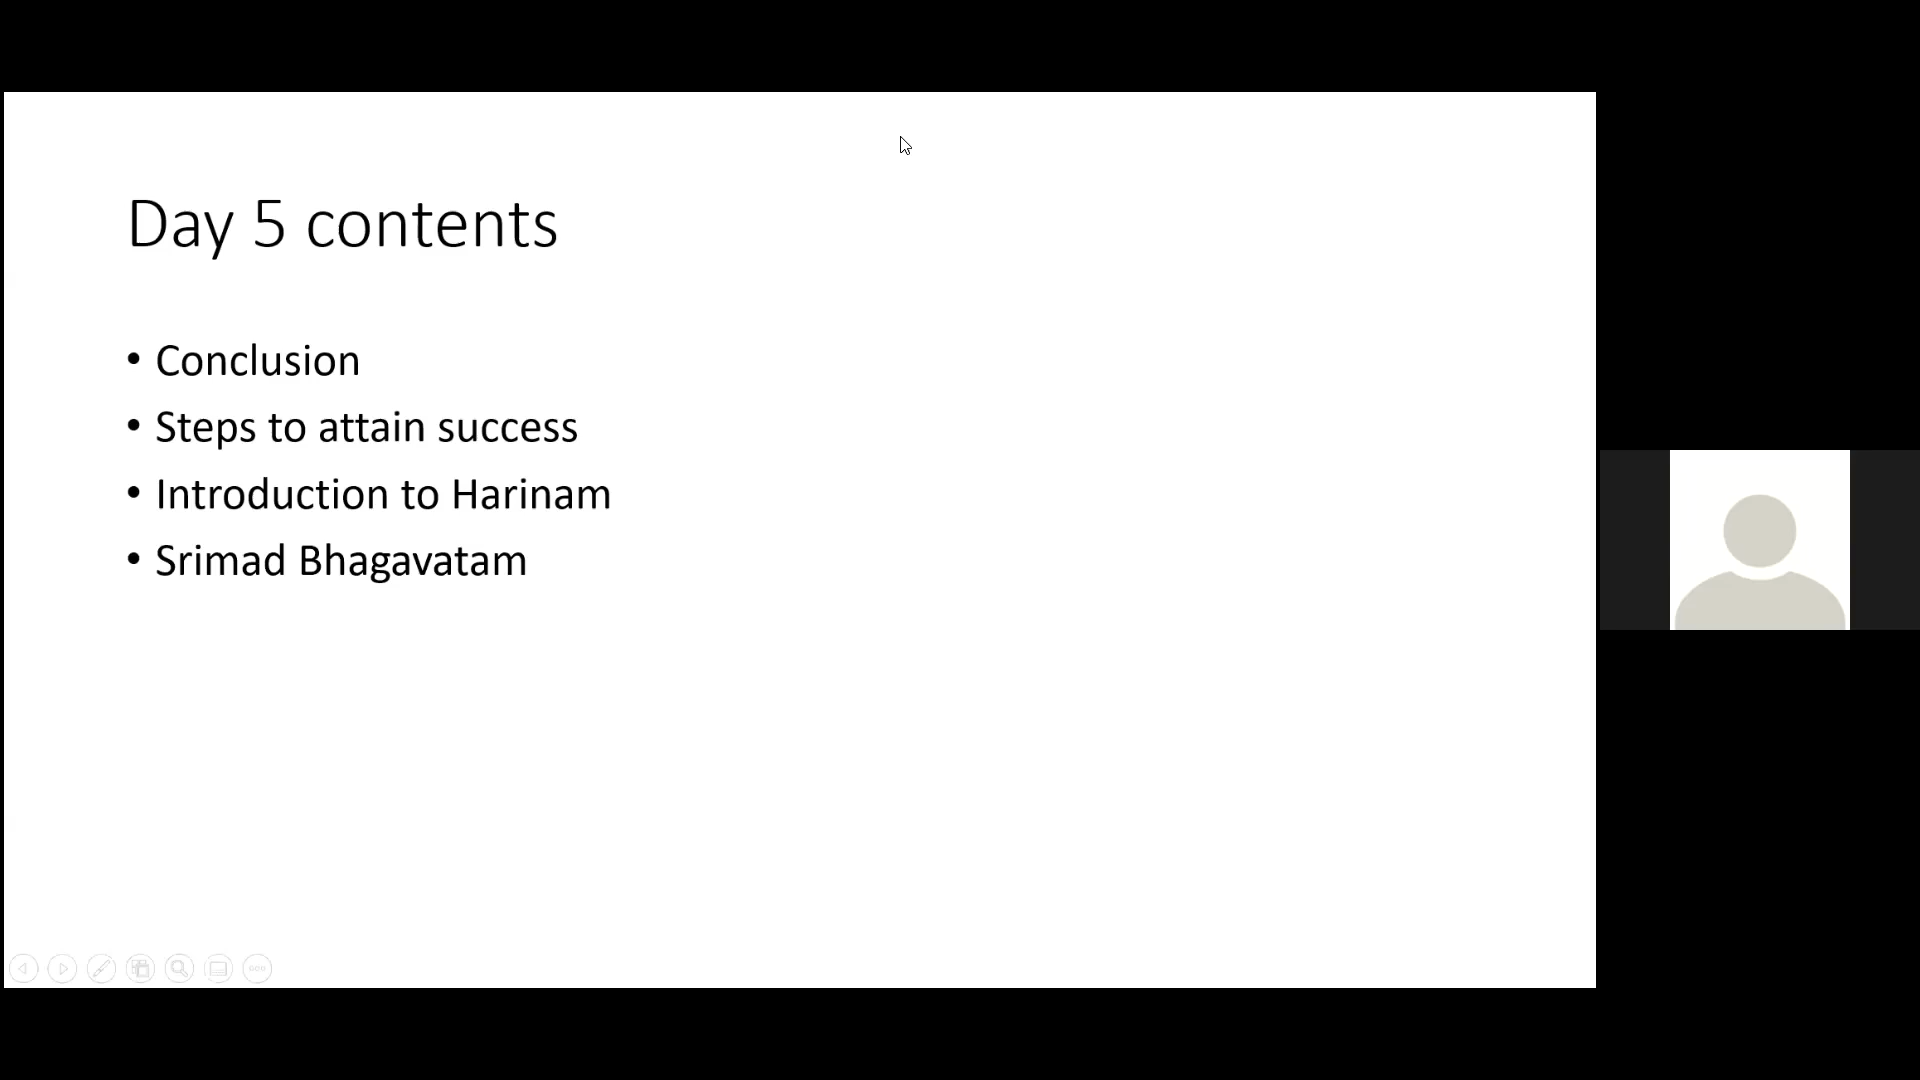 Day 5 contents
• Conclusion
• Steps to attain success
• Introduction to Harinam
• Srimad Bhagavatam